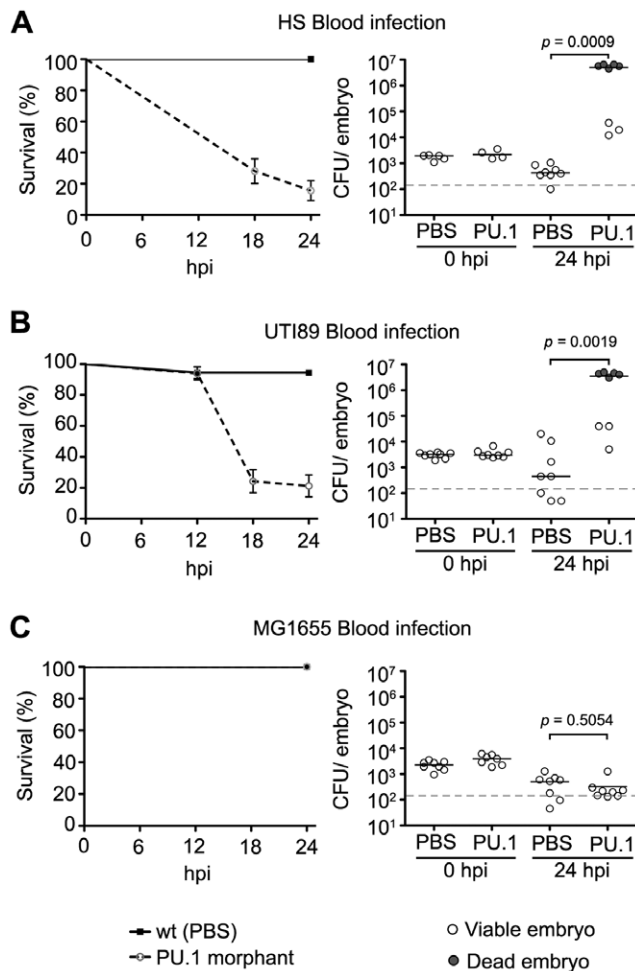 A
HS Blood infection
Survival (%)
100
80
60
40
20
0
0 6 12 18 24
hpi
CFU/ embryo
10⁷
10⁶
10⁵
10⁴
10³
10²
10¹
p = 0.0009
PBS PU.1 PBS PU.1
0 hpi 24 hpi
B
UTI89 Blood infection
Survival (%)
100
80
60
40
20
0
0 6 12 18 24
hpi
CFU/ embryo
10⁷
10⁶
10⁵
10⁴
10³
10²
10¹
p = 0.0019
PBS PU.1 PBS PU.1
0 hpi 24 hpi
C
MG1655 Blood infection
Survival (%)
100
80
60
40
20
0
0 6 12 18 24
hpi
CFU/ embryo
10⁷
10⁶
10⁵
10⁴
10³
10²
10¹
p = 0.5054
PBS PU.1 PBS PU.1
0 hpi 24 hpi
wt (PBS)
PU.1 morphant
Viable embryo
Dead embryo